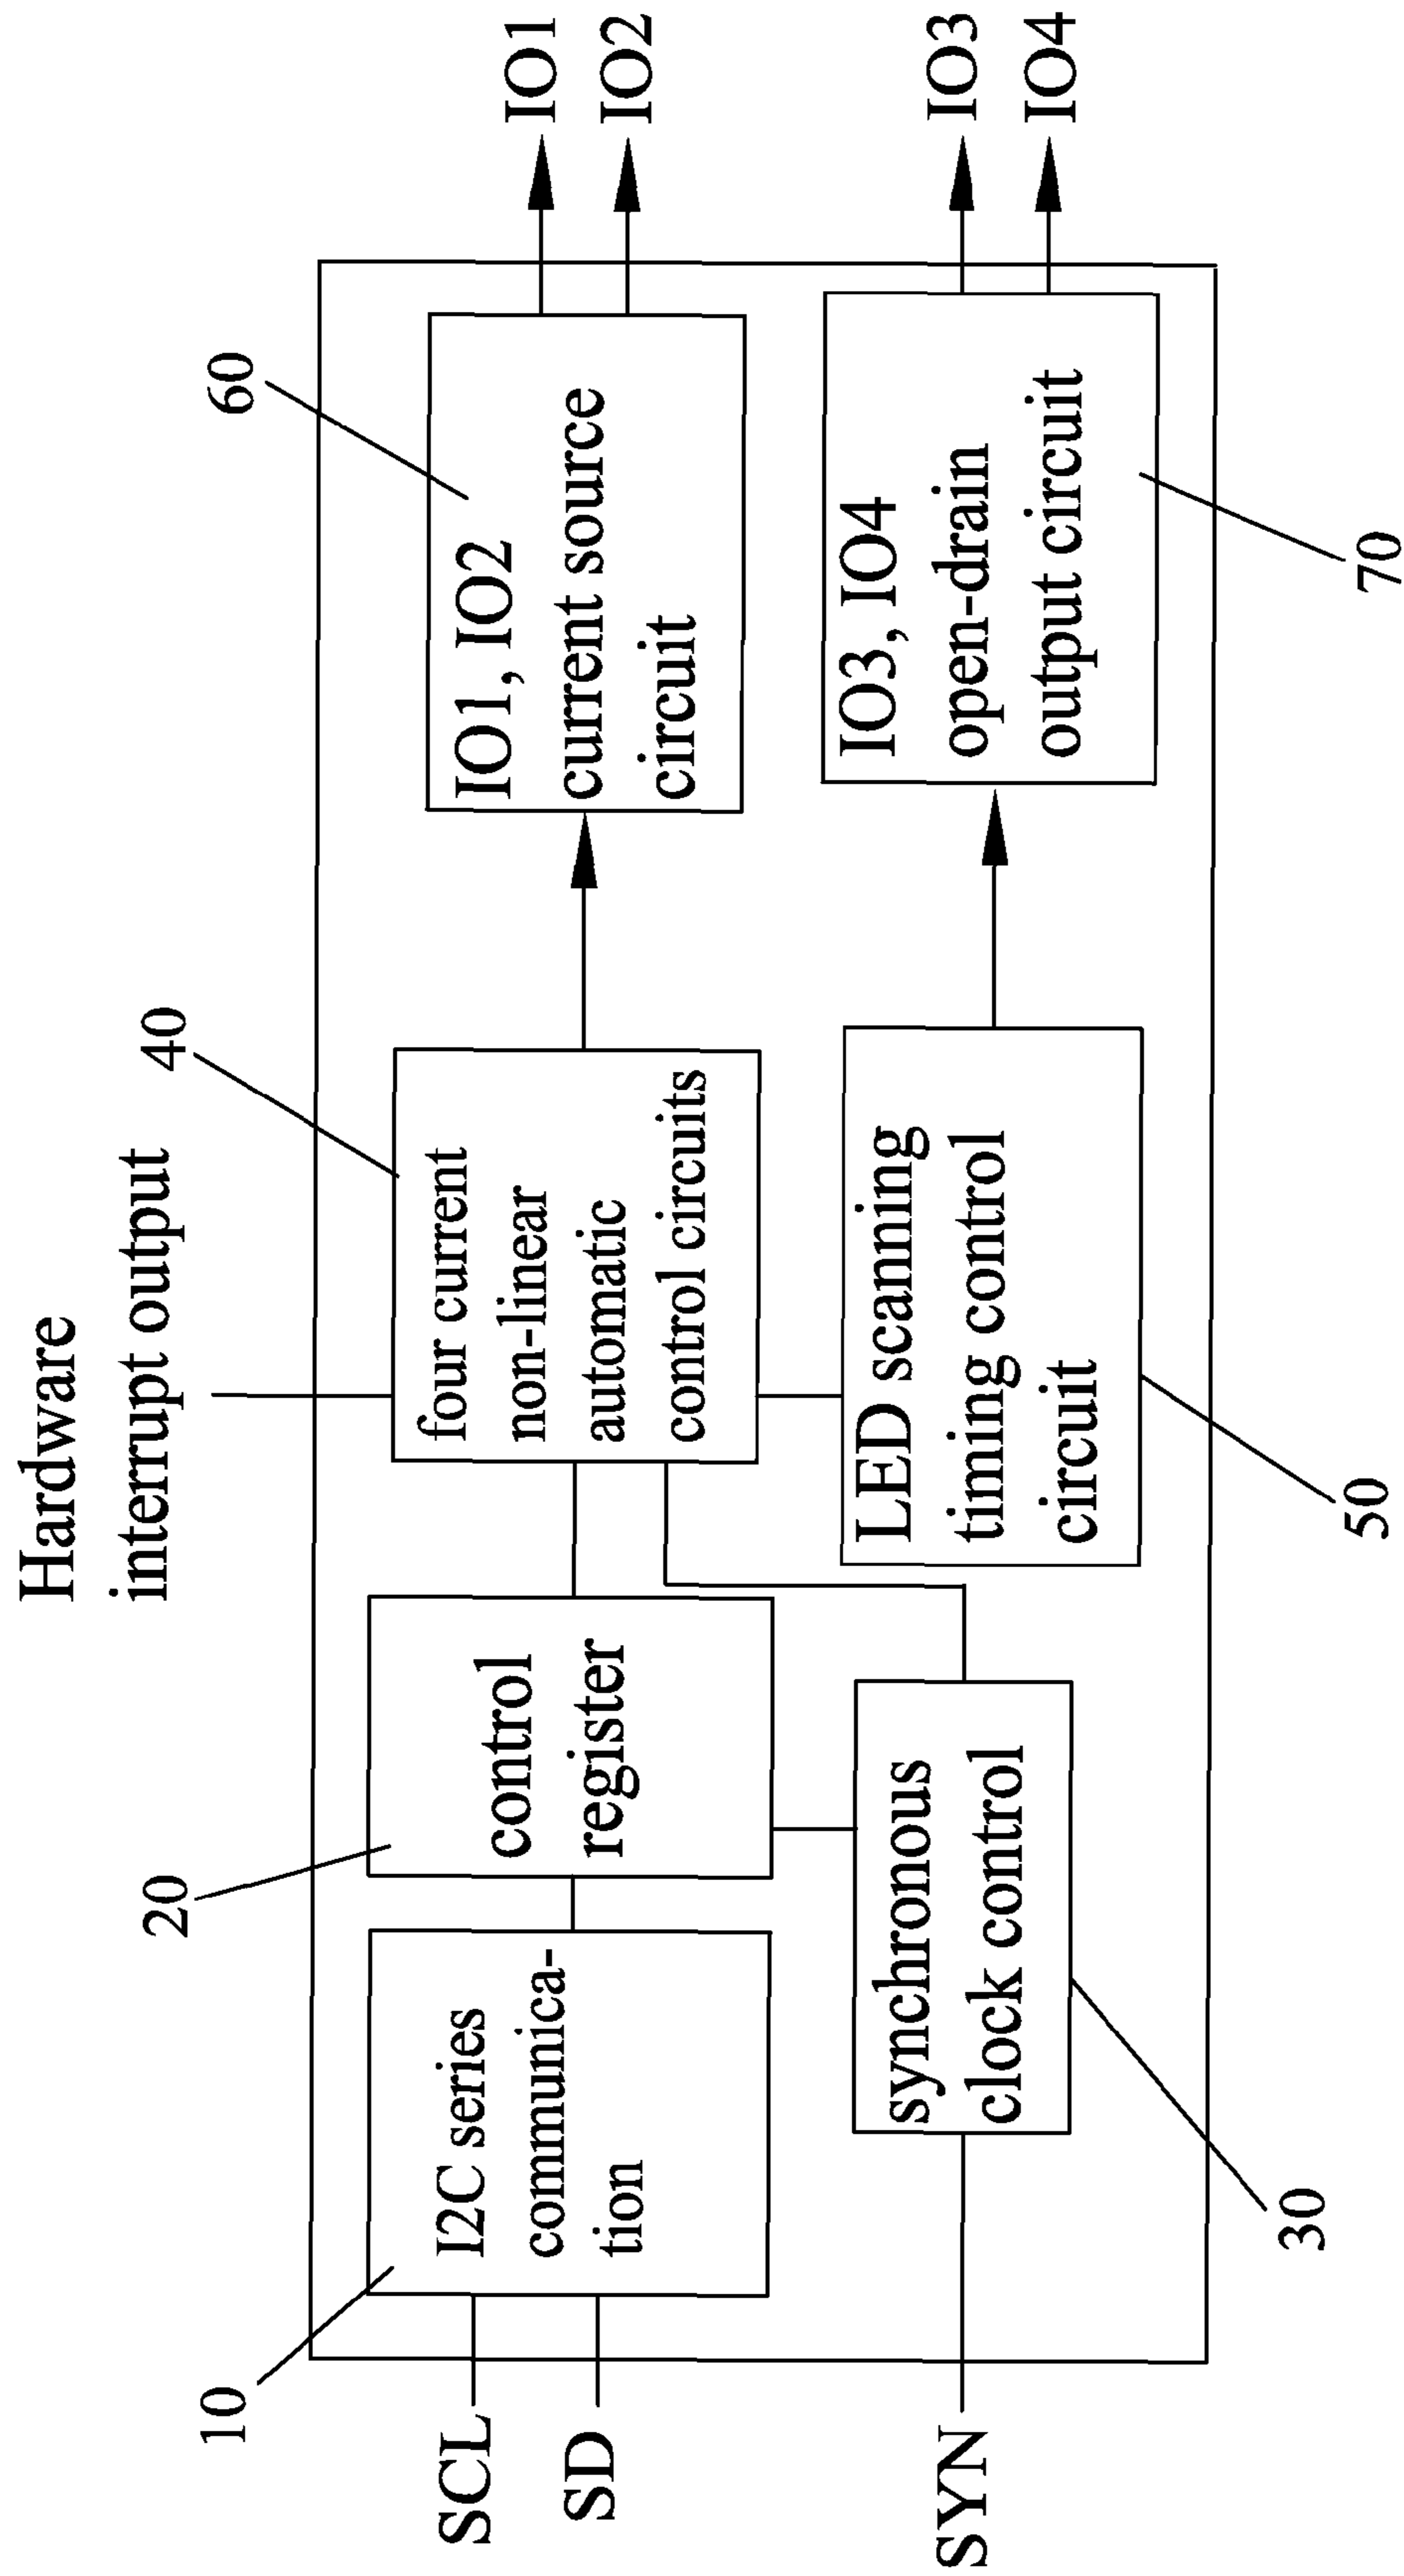 Hardware
interrupt output
10
20
40
60
SCL
SD
SYN
I2C series
communica-
tion
control
register
four current
non-linear
automatic
control circuits
IO1, IO2
current source
circuit
IO1
IO2
synchronous
clock control
LED scanning
timing control
circuit
IO3, IO4
open-drain
output circuit
IO3
IO4
30
50
70